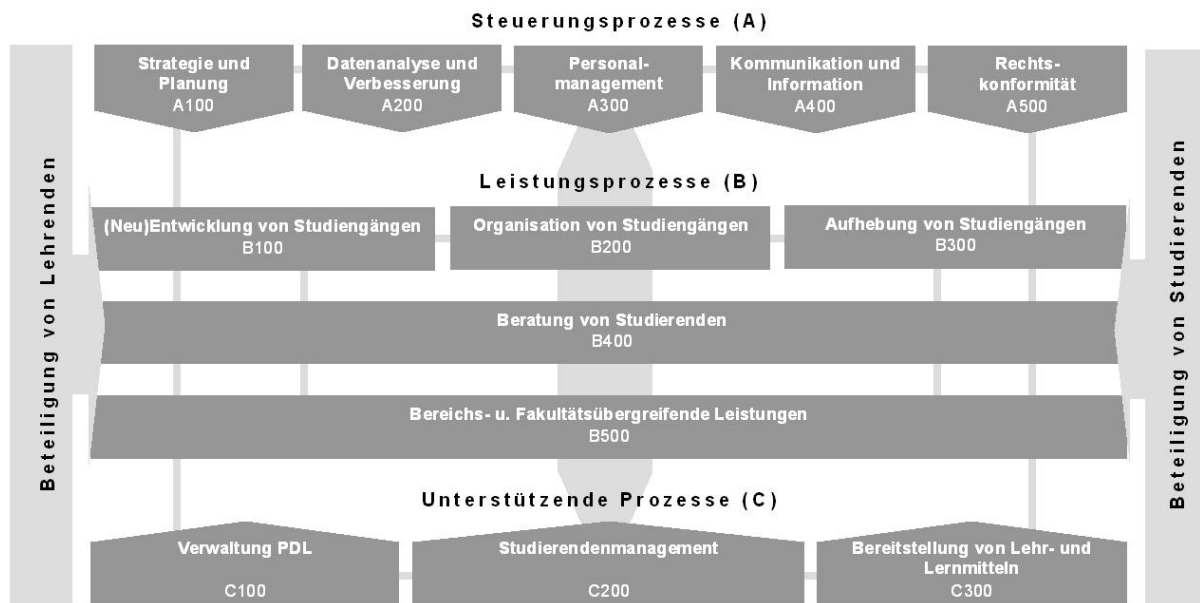 Steuerungsprozesse (A)
Strategie und
Planung
A100
Datenanalyse und
Verbesserung
A200
Personal-
management
A300
Kommunikation und
Information
A400
Rechts-
konformität
A500
Beteiligung von Lehrenden
Leistungsprozesse (B)
(Neu)Entwicklung von Studiengängen
B100
Organisation von Studiengängen
B200
Aufhebung von Studiengängen
B300
Beratung von Studierenden
B400
Bereichs- u. Fakultätsübergreifende Leistungen
B500
Beteiligung von Studierenden
Unterstützende Prozesse (C)
Verwaltung PDL
C100
Studierendenmanagement
C200
Bereitstellung von Lehr- und
Lernmitteln
C300